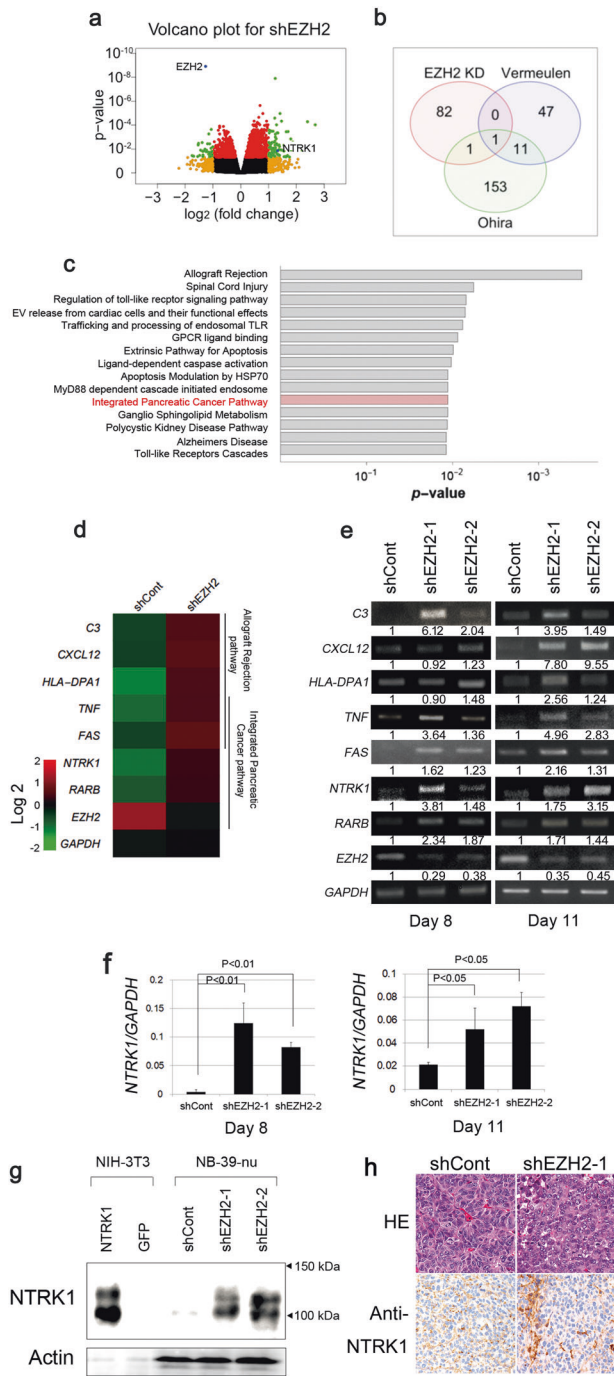 a
Volcano plot for shEZH2
p-value
10-10
10-8
10-6
10-4
10-2
0
EZH2
NTRK1
-3 -2 -1 0 1 2 3
log2 (fold change)
b
EZH2 KD
Vermeulen
82
0
47
1
1
11
153
Ohira
c
Allograft Rejection
Spinal Cord Injury
Regulation of toll-like recptor signaling pathway
EV release from cardiac cells and their functional effects
Trafficking and processing of endosomal TLR
GPCR ligand binding
Extrinsic Pathway for Apoptosis
Ligand-dependent caspase activation
Apoptosis Modulation by HSP70
MyD88 dependent cascade initiated endosome
Integrated Pancreatic Cancer Pathway
Ganglio Sphingolipid Metabolism
Polycystic Kidney Disease Pathway
Alzheimers Disease
Toll-like Receptors Cascades
10-1 10-2 10-3
p-value
d
shCont shEZH2
C3
CXCL12
HLA-DPA1
TNF
FAS
NTRK1
RARB
EZH2
GAPDH
Allograft Rejection
pathway
Integrated Pancreatic
Cancer pathway
Log 2
2
1
0
-1
-2
e
shCont shEZH2-1 shEZH2-2 shCont shEZH2-1 shEZH2-2
C3
1 6.12 2.04 1 3.95 1.49
CXCL12
1 0.92 1.23 1 7.80 9.55
HLA-DPA1
1 0.90 1.48 1 2.56 1.24
TNF
1 3.64 1.36 1 4.96 2.83
FAS
1 1.62 1.23 1 2.16 1.31
NTRK1
1 3.81 1.48 1 1.75 3.15
RARB
1 2.34 1.87 1 1.71 1.44
EZH2
1 0.29 0.38 1 0.35 0.45
GAPDH
Day 8 Day 11
f
NTRK1/GAPDH
0.2
0.15
0.1
0.05
0
P<0.01
P<0.01
shCont shEZH2-1 shEZH2-2
Day 8
NTRK1/GAPDH
0.1
0.08
0.06
0.04
0.02
0
P<0.05
P<0.05
shCont shEZH2-1 shEZH2-2
Day 11
g
NIH-3T3 NB-39-nu
NTRK1 GFP shCont shEZH2-1 shEZH2-2
150 kDa
NTRK1
100 kDa
Actin
h
shCont shEZH2-1
HE
Anti-
NTRK1